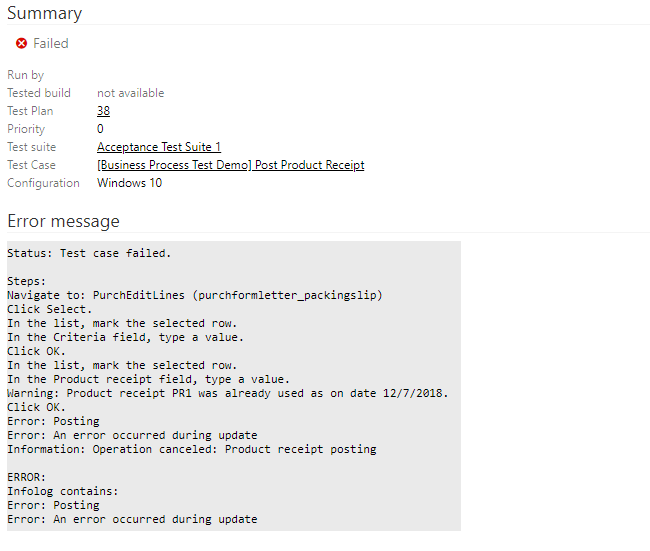 Summary
Failed
Run by
Tested build not available
Test Plan 38
Priority 0
Test suite Acceptance Test Suite 1
Test Case [Business Process Test Demo] Post Product Receipt
Configuration Windows 10
Error message
Status: Test case failed.
Steps:
Navigate to: PurchEditLines (purchformletter_packingslip)
Click Select.
In the list, mark the selected row.
In the Criteria field, type a value.
Click OK.
In the list, mark the selected row.
In the Product receipt field, type a value.
Warning: Product receipt PR1 was already used as on date 12/7/2018.
Click OK.
Error: Posting
Error: An error occurred during update
Information: Operation canceled: Product receipt posting
ERROR:
Infolog contains:
Error: Posting
Error: An error occurred during update